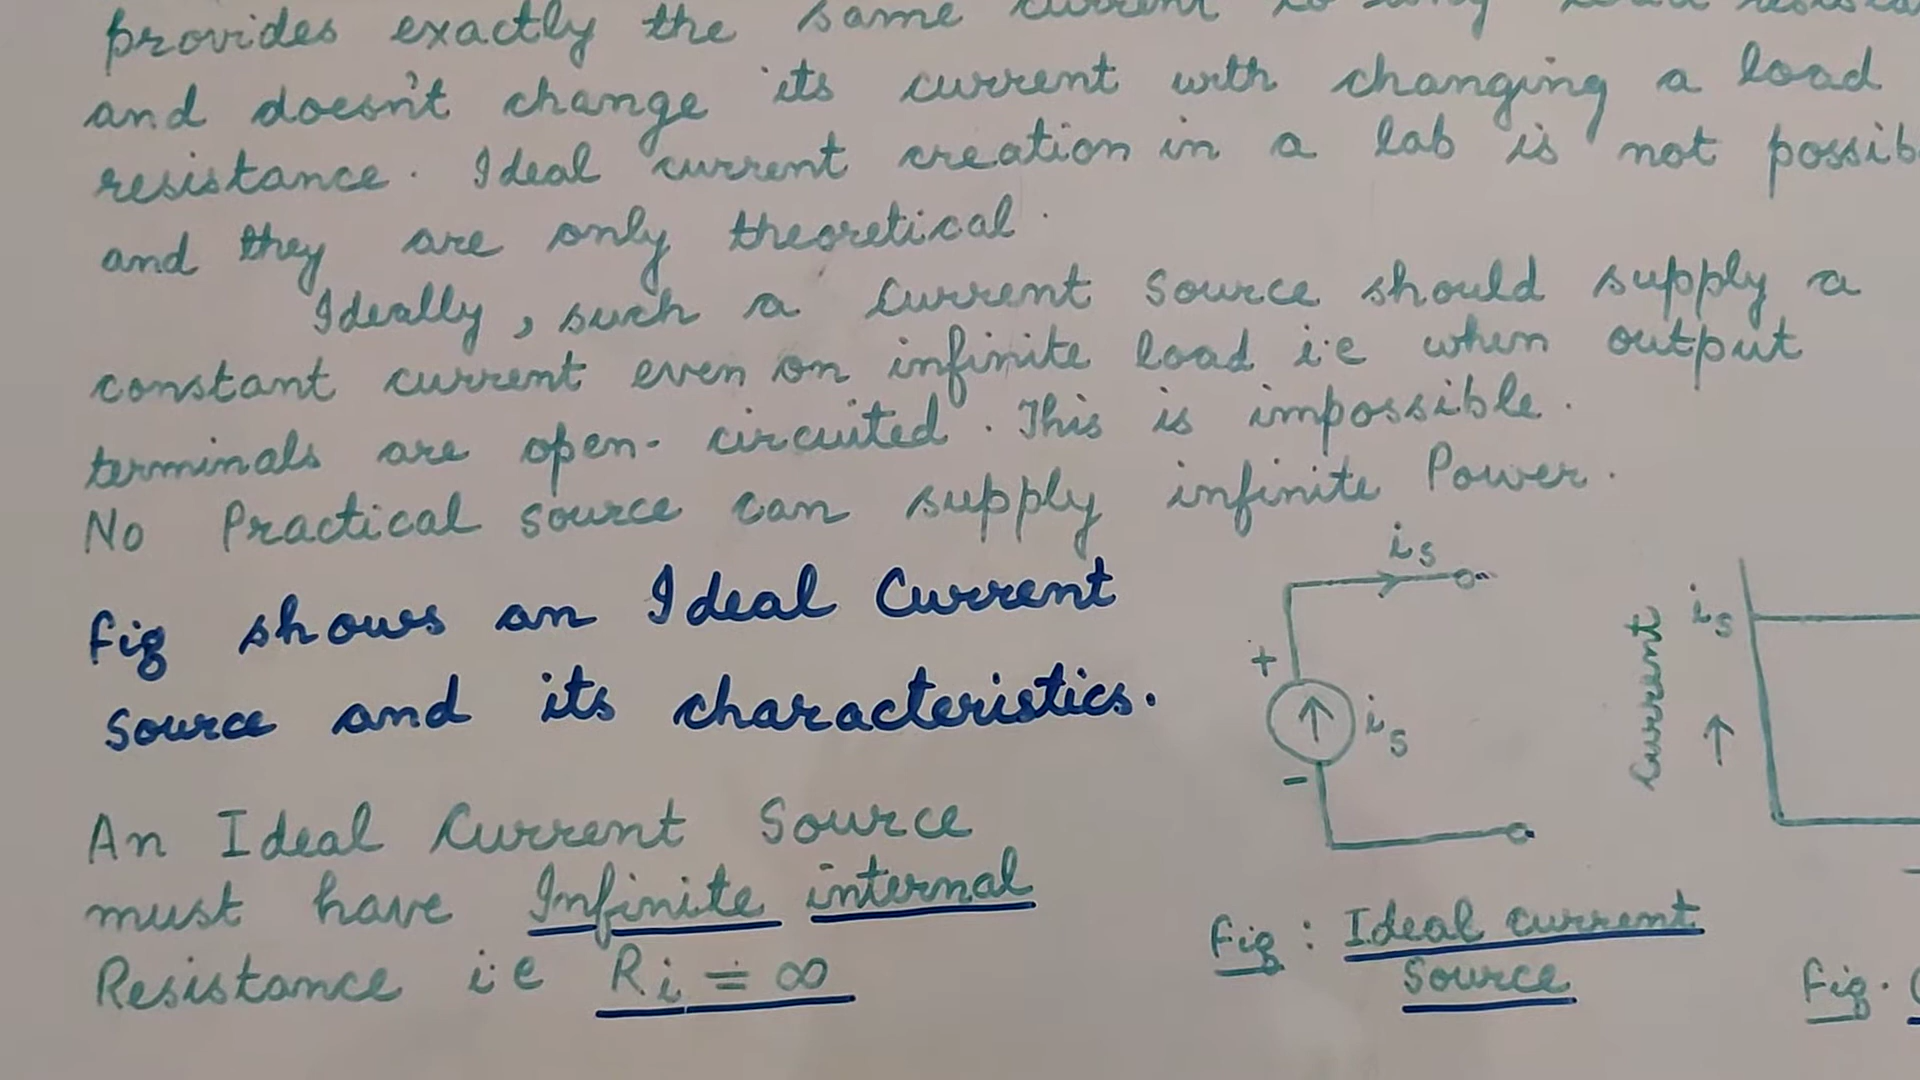 provides exactly the same current to any load
and doesn't change its current with changing a load
resistance. Ideal current creation in a lab is not possib
and they are only theoretical.
Ideally, such a current source should supply a
constant current even on infinite load i.e when output
terminals are open-circuited. This is impossible.
No Practical source can supply infinite Power.
fig shows an Ideal Current
source and its characteristics.
An Ideal Current Source
must have Infinite internal
Resistance i.e Ri = ∞
is
+
is
-
Fig: Ideal current
source
Current ↑
is
Fig.